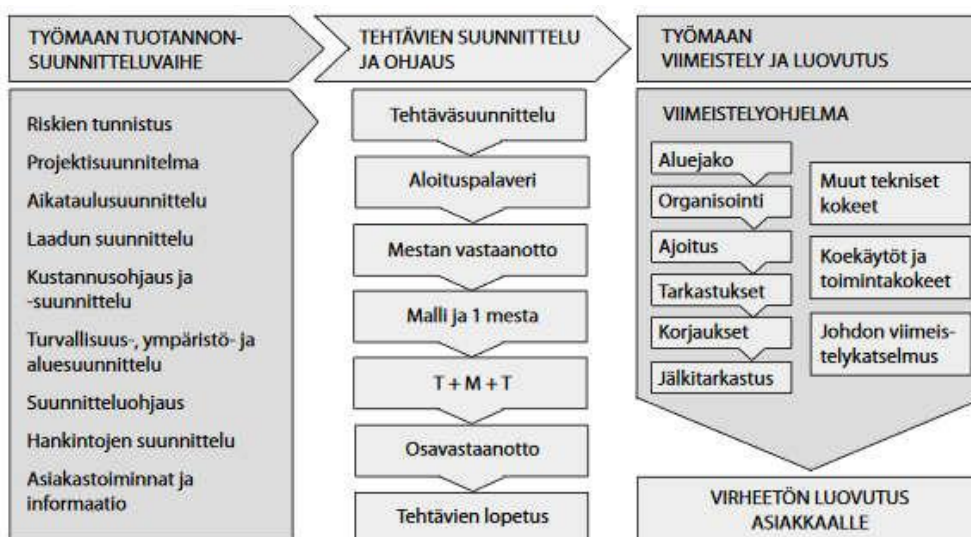 TYÖMAAN TUOTANNON-
SUUNNITTELUVAIHE
Riskien tunnistus
Projektisuunnitelma
Aikataulusuunnittelu
Laadun suunnittelu
Kustannusohjaus ja
-suunnittelu
Turvallisuus-, ympäristö- ja
aluesuunnittelu
Suunnitteluohjaus
Hankintojen suunnittelu
Asiakastoiminnat ja
informaatio
TEHTÄVIEN SUUNNITTELU
JA OHJAUS
Tehtäväsuunnittelu
Aloituspalaveri
Mestan vastaanotto
Malli ja 1 mesta
T + M + T
Osavastaanotto
Tehtävien lopetus
TYÖMAAN
VIIMEISTELY JA LUOVUTUS
VIIMEISTELYOHJELMA
Aluejako
Organisointi
Ajoitus
Tarkastukset
Korjaukset
Jälkitarkastus
Muut tekniset
kokeet
Koekäytöt ja
toimintakokeet
Johdon viimeis-
telykatselmus
VIRHEETÖN LUOVUTUS
ASIAKKAALLE